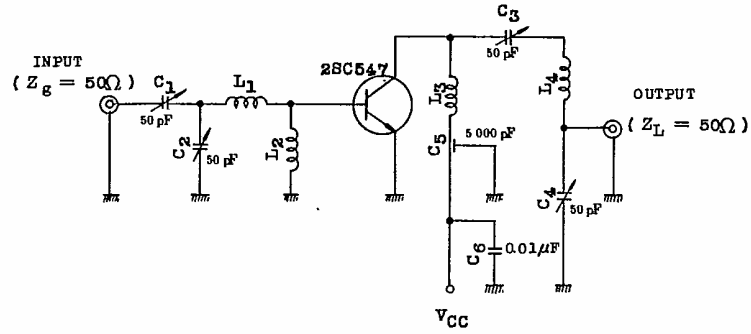 INPUT
( Zg = 50Ω )
C1
50 pF
C2
50 pF
L1
L2
2SC547
C3
50 pF
L3
L4
OUTPUT
( ZL = 50Ω )
C5
5 000 pF
C4
50 pF
C6
0.01μF
VCC